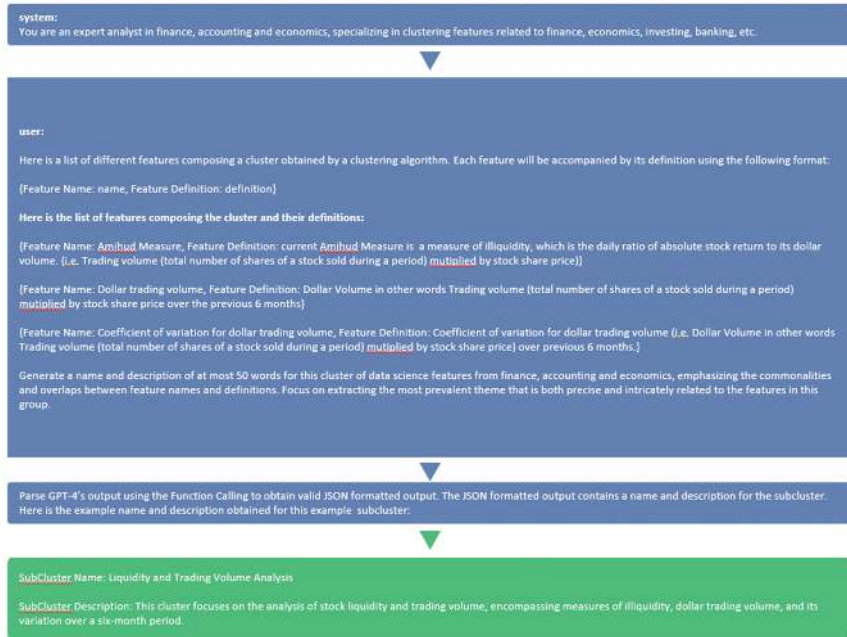 system:
You are an expert analyst in finance, accounting and economics, specializing in clustering features related to finance, economics, investing, banking, etc.
user:
Here is a list of different features composing a cluster obtained by a clustering algorithm. Each feature will be accompanied by its definition using the following format:
{Feature Name: name, Feature Definition: definition}
Here is the list of features composing the cluster and their definitions:
{Feature Name: Amihud Measure, Feature Definition: current Amihud Measure is a measure of illiquidity, which is the daily ratio of absolute stock return to its dollar
volume. (i.e. Trading volume (total number of shares of a stock sold during a period) mutiplied by stock share price)}
{Feature Name: Dollar trading volume, Feature Definition: Dollar Volume in other words Trading volume (total number of shares of a stock sold during a period)
mutiplied by stock share price over the previous 6 months}
{Feature Name: Coefficient of variation for dollar trading volume, Feature Definition: Coefficient of variation for dollar trading volume (i.e. Dollar Volume in other words
Trading volume (total number of shares of a stock sold during a period) mutiplied by stock share price) over previous 6 months.}
Generate a name and description of at most 50 words for this cluster of data science features from finance, accounting and economics, emphasizing the commonalities
and overlaps between feature names and definitions. Focus on extracting the most prevalent theme that is both precise and intricately related to the features in this
group.
Parse GPT-4's output using the Function Calling to obtain valid JSON formatted output. The JSON formatted output contains a name and description for the subcluster.
Here is the example name and description obtained for this example subcluster:
SubCluster Name: Liquidity and Trading Volume Analysis
SubCluster Description: This cluster focuses on the analysis of stock liquidity and trading volume, encompassing measures of illiquidity, dollar trading volume, and its
variation over a six-month period.